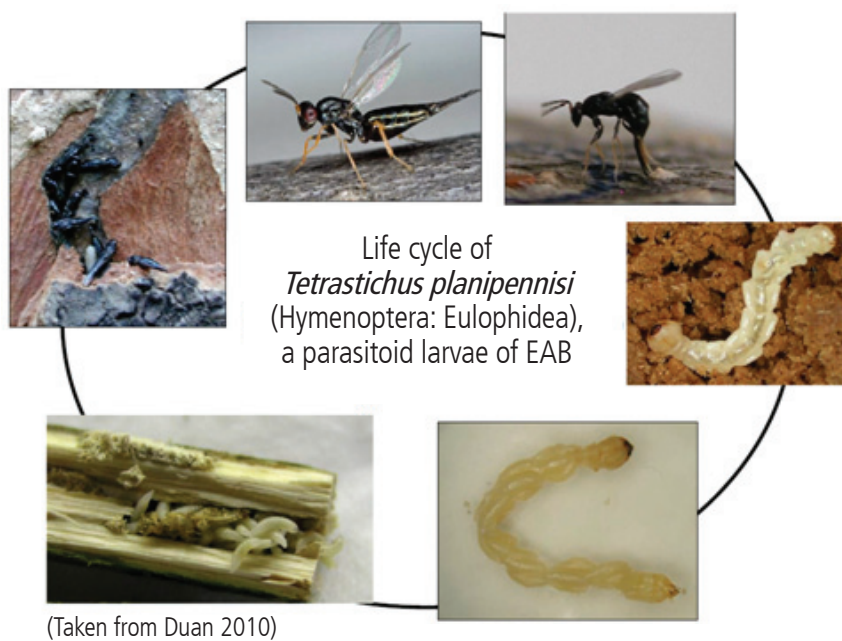 Life cycle of
Tetrastichus planipennisi
(Hymenoptera: Eulophidea),
a parasitoid larvae of EAB
(Taken from Duan 2010)